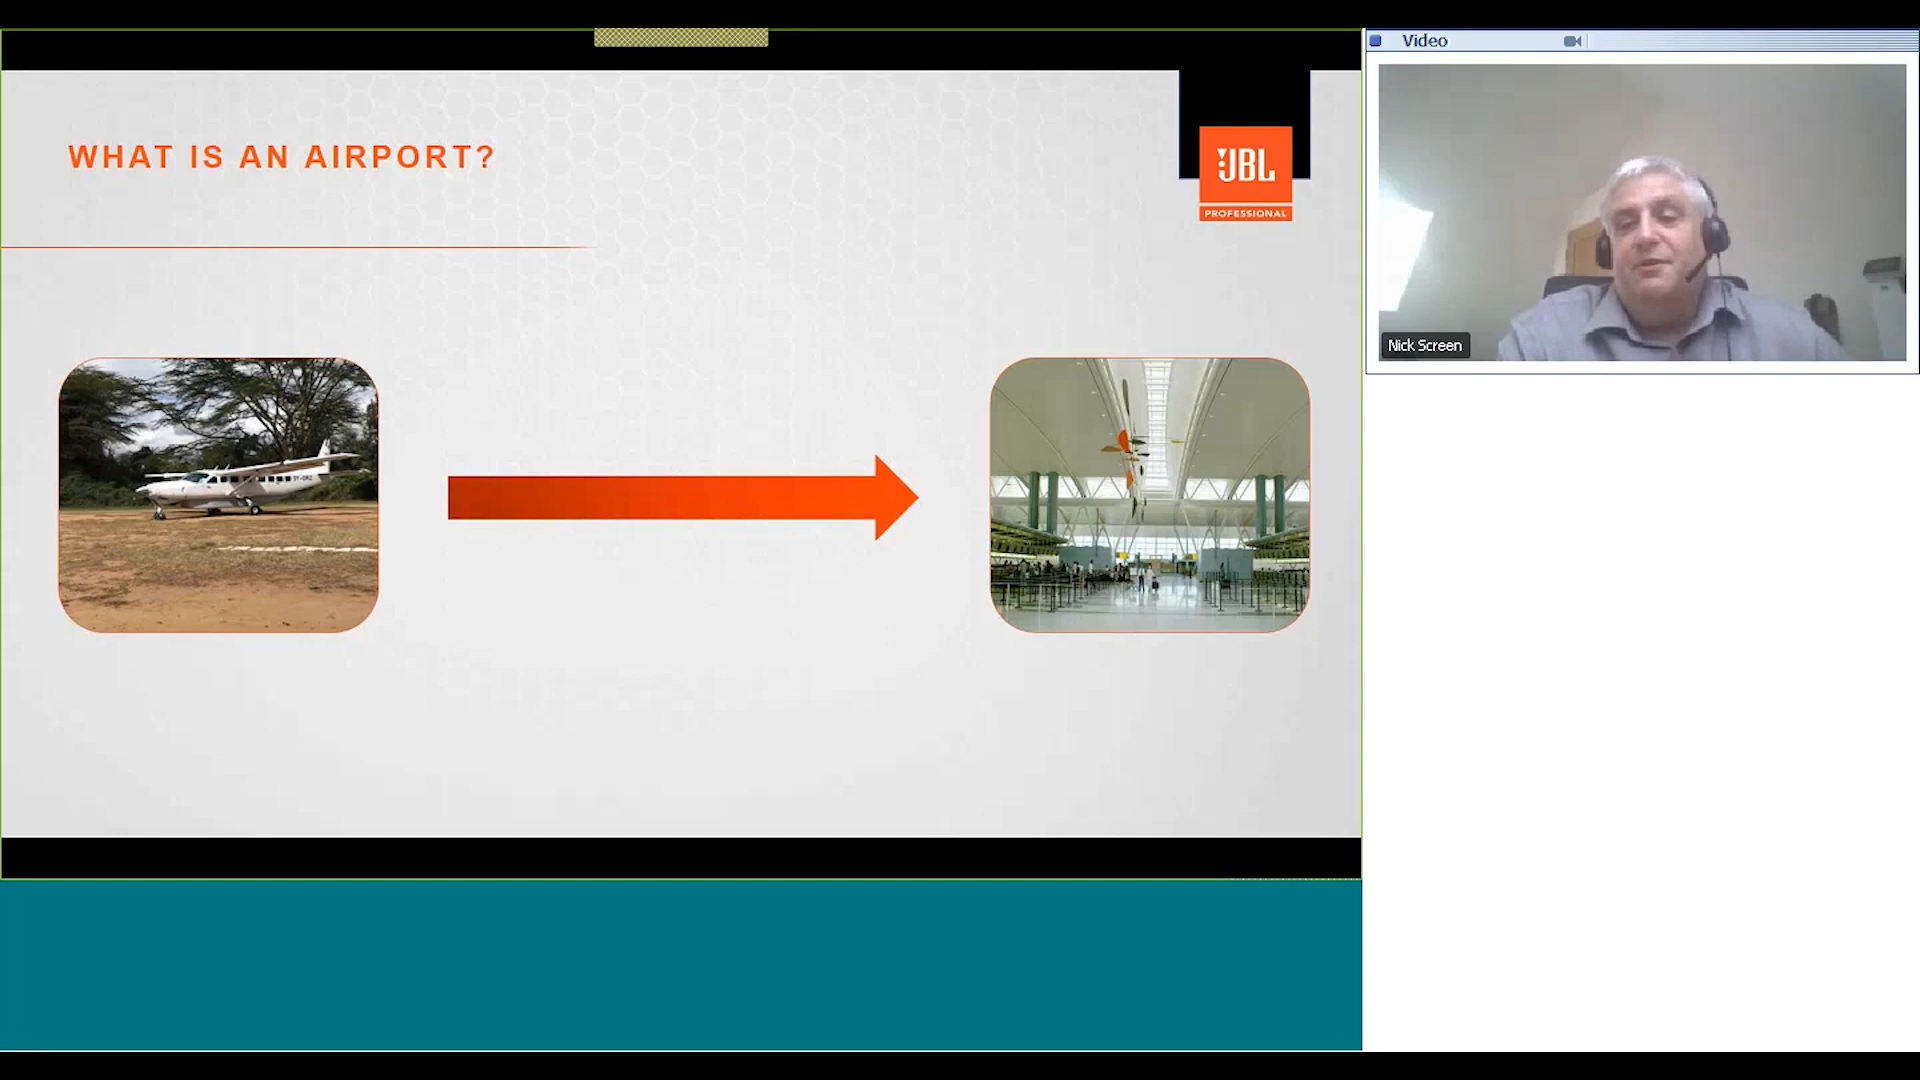 WHAT IS AN AIRPORT?
JBL
PROFESSIONAL
Video
Nick Screen